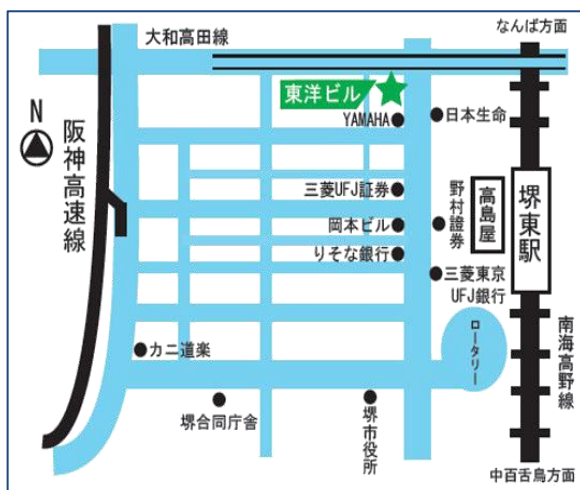 大和高田線
なんば方面
N
阪神高速線
東洋ビル
YAMAHA
日本生命
三菱UFJ証券
岡本ビル
りそな銀行
野村證券
高島屋
堺東駅
三菱東京
UFJ銀行
ロータリー
南海高野線
カニ道楽
堺合同庁舎
堺市役所
中百舌鳥方面